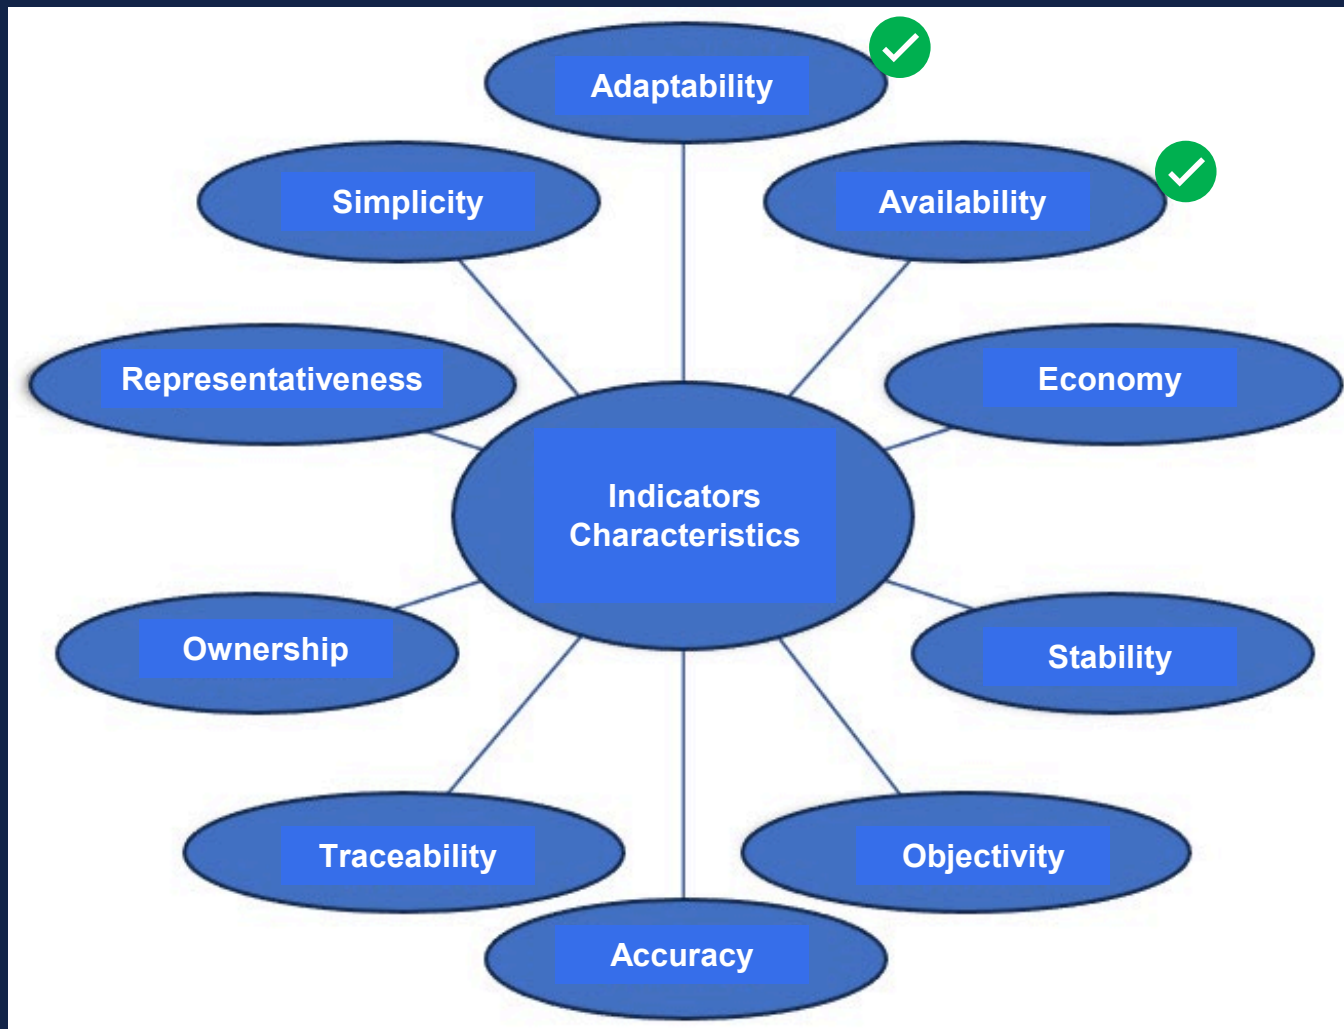 Adaptability
Simplicity
Availability
Representativeness
Economy
Indicators
Characteristics
Ownership
Stability
Traceability
Objectivity
Accuracy